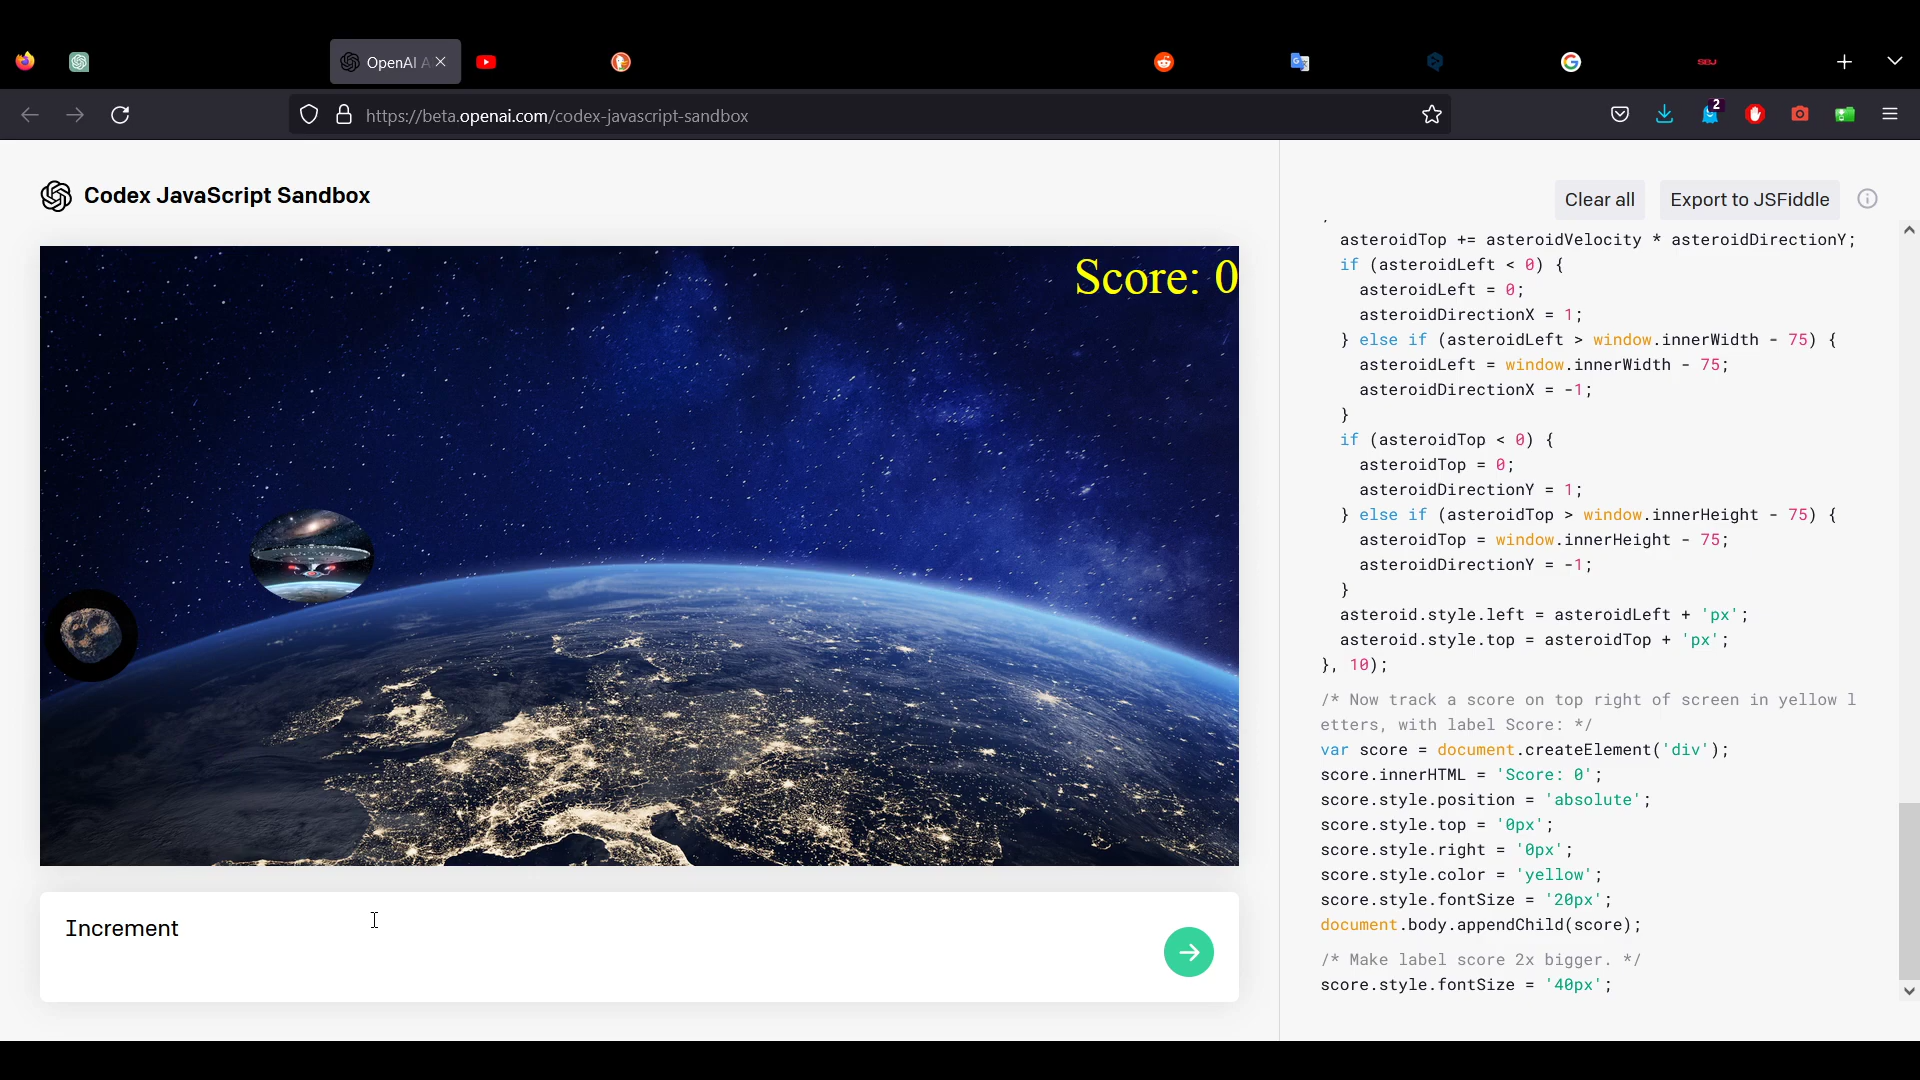 OpenAI A
SBJ
https://beta.openai.com/codex-javascript-sandbox
2
Codex JavaScript Sandbox
Clear all
Export to JSFiddle
Score: 0
asteroidTop += asteroidVelocity * asteroidDirectionY;
if (asteroidLeft < 0) {
asteroidLeft = 0;
asteroidDirectionX = 1;
} else if (asteroidLeft > window.innerWidth - 75) {
asteroidLeft = window.innerWidth - 75;
asteroidDirectionX = -1;
}
if (asteroidTop < 0) {
asteroidTop = 0;
asteroidDirectionY = 1;
} else if (asteroidTop > window.innerHeight - 75) {
asteroidTop = window.innerHeight - 75;
asteroidDirectionY = -1;
}
asteroid.style.left = asteroidLeft + 'px';
asteroid.style.top = asteroidTop + 'px';
}, 10);
/* Now track a score on top right of screen in yellow l
etters, with label Score: */
var score = document.createElement('div');
score.innerHTML = 'Score: 0';
score.style.position = 'absolute';
score.style.top = '0px';
score.style.right = '0px';
score.style.color = 'yellow';
score.style.fontSize = '20px';
document.body.appendChild(score);
/* Make label score 2x bigger. */
score.style.fontSize = '40px';
Increment